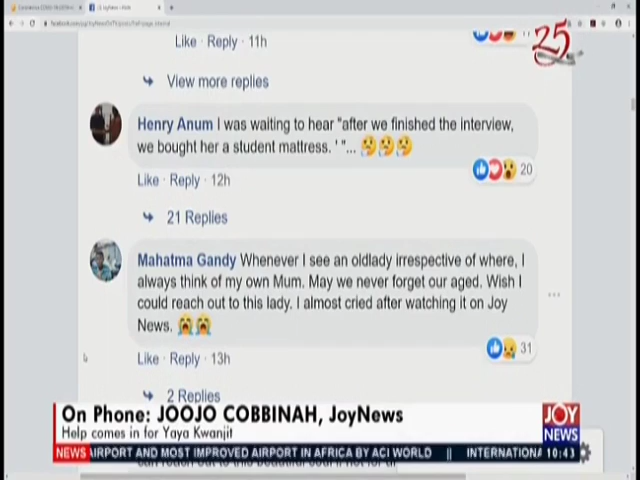 25
Like · Reply · 11h
View more replies
Henry Anum I was waiting to hear "after we finished the interview,
we bought her a student mattress. ' "...
20
Like · Reply · 12h
21 Replies
Mahatma Gandy Whenever I see an oldlady irrespective of where, I
always think of my own Mum. May we never forget our aged. Wish I
could reach out to this lady. I almost cried after watching it on Joy
News.
31
Like · Reply · 13h
2 Replies
On Phone: JOOJO COBBINAH, JoyNews
Help comes in for Yaya Kwanjit
JOY
NEWS
NEWS AIRPORT AND MOST IMPROVED AIRPORT IN AFRICA BY ACI WORLD || INTERNATIONA 10:43